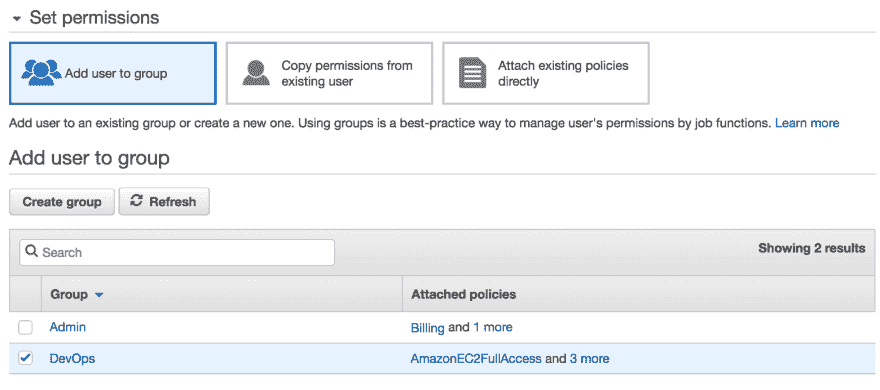 Set permissions
Add user to group
Copy permissions from
existing user
Attach existing policies
directly
Add user to an existing group or create a new one. Using groups is a best-practice way to manage user's permissions by job functions. Learn more
Add user to group
Create group Refresh
Search Showing 2 results
Group Attached policies
Admin Billing and 1 more
DevOps AmazonEC2FullAccess and 3 more